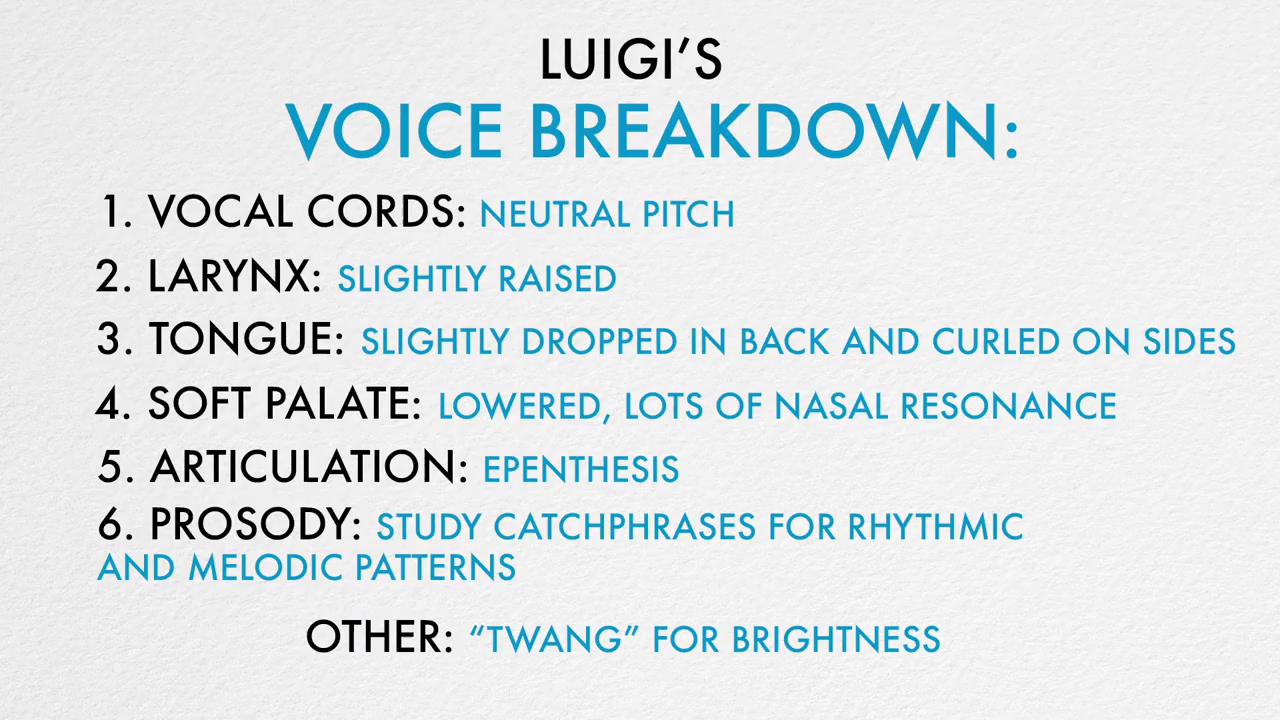 LUIGI’S
VOICE BREAKDOWN:
1. VOCAL CORDS: NEUTRAL PITCH
2. LARYNX: SLIGHTLY RAISED
3. TONGUE: SLIGHTLY DROPPED IN BACK AND CURLED ON SIDES
4. SOFT PALATE: LOWERED, LOTS OF NASAL RESONANCE
5. ARTICULATION: EPENTHESIS
6. PROSODY: STUDY CATCHPHRASES FOR RHYTHMIC
AND MELODIC PATTERNS
OTHER: “TWANG” FOR BRIGHTNESS